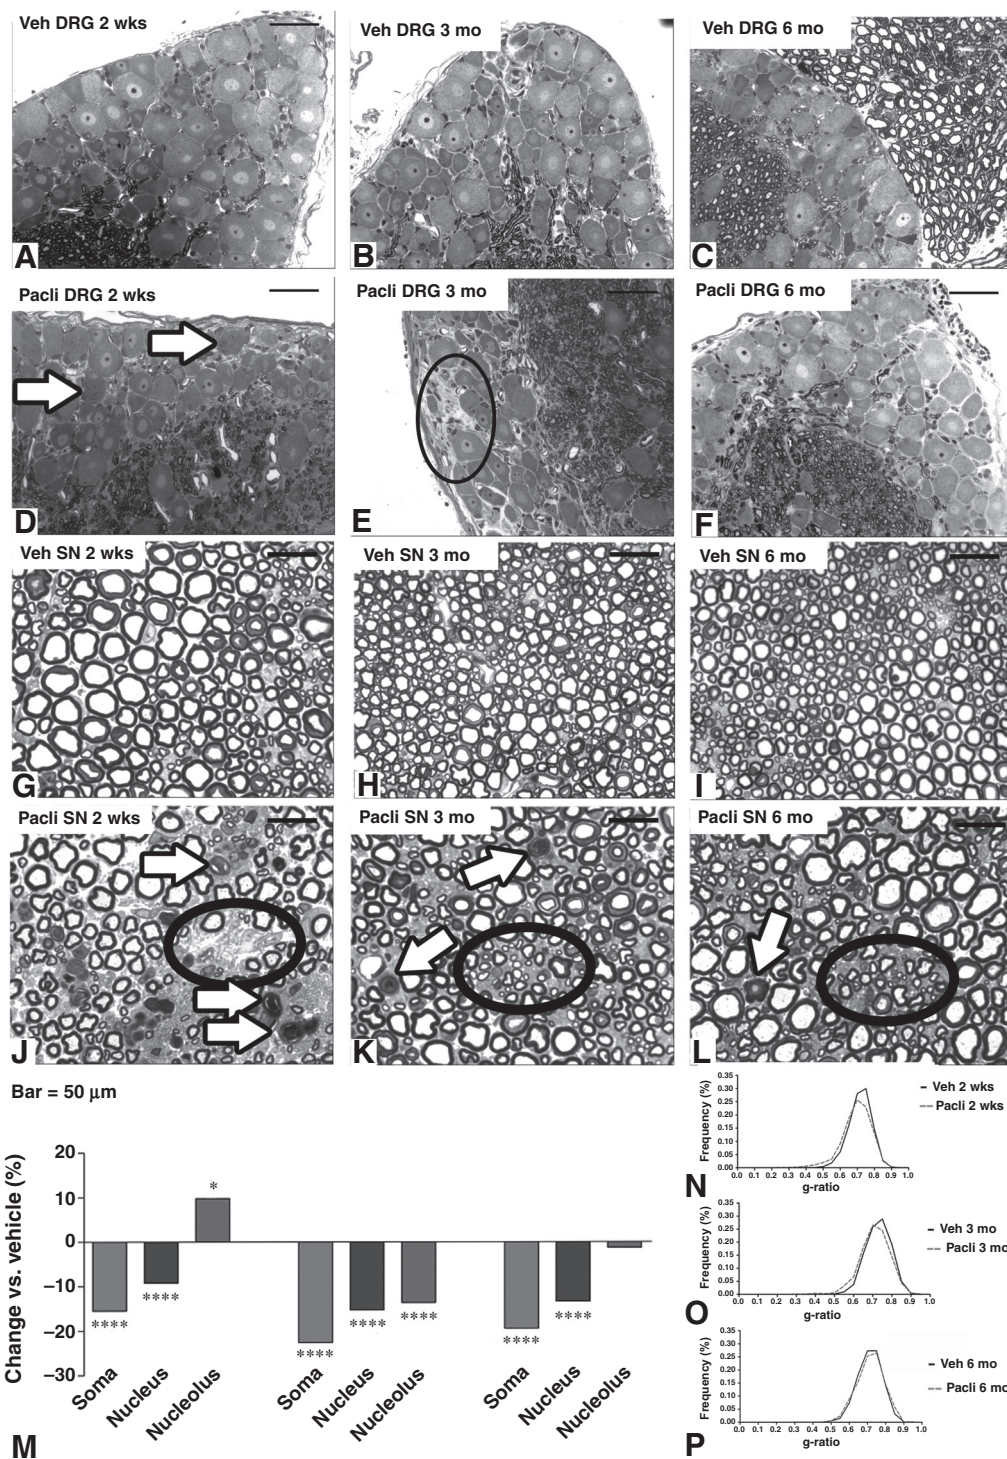 Veh DRG 2 wks
A
Veh DRG 3 mo
B
Veh DRG 6 mo
C
Pacli DRG 2 wks
D
Pacli DRG 3 mo
E
Pacli DRG 6 mo
F
Veh SN 2 wks
G
Veh SN 3 mo
H
Veh SN 6 mo
I
Pacli SN 2 wks
J
Pacli SN 3 mo
K
Pacli SN 6 mo
L
Bar = 50 μm
Change vs. vehicle (%)
20
10
0
–10
–20
–30
****
****
*
****
****
****
****
****
Soma
Nucleus
Nucleolus
Soma
Nucleus
Nucleolus
Soma
Nucleus
Nucleolus
M
Frequency (%)
0.35
0.30
0.25
0.20
0.15
0.10
0.05
0.00
0.0 0.1 0.2 0.3 0.4 0.5 0.6 0.7 0.8 0.9 1.0
g-ratio
Veh 2 wks
Pacli 2 wks
N
Frequency (%)
0.35
0.30
0.25
0.20
0.15
0.10
0.05
0.00
0.0 0.1 0.2 0.3 0.4 0.5 0.6 0.7 0.8 0.9 1.0
g-ratio
Veh 3 mo
Pacli 3 mo
O
Frequency (%)
0.35
0.30
0.25
0.20
0.15
0.10
0.05
0.00
0.0 0.1 0.2 0.3 0.4 0.5 0.6 0.7 0.8 0.9 1.0
g-ratio
Veh 6 mo
Pacli 6 mo
P